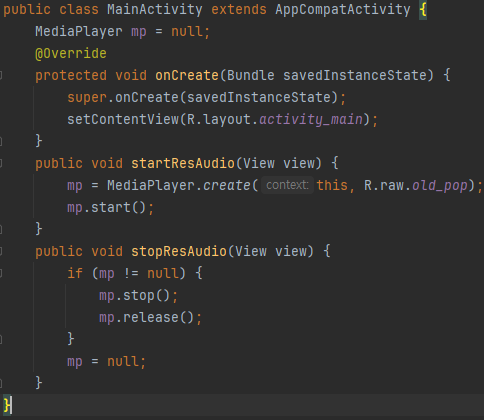 public class MainActivity extends AppCompatActivity {
    MediaPlayer mp = null;
    @Override
    protected void onCreate(Bundle savedInstanceState) {
        super.onCreate(savedInstanceState);
        setContentView(R.layout.activity_main);
    }
    public void startResAudio(View view) {
        mp = MediaPlayer.create( context: this, R.raw.old_pop);
        mp.start();
    }
    public void stopResAudio(View view) {
        if (mp != null) {
            mp.stop();
            mp.release();
        }
        mp = null;
    }
}